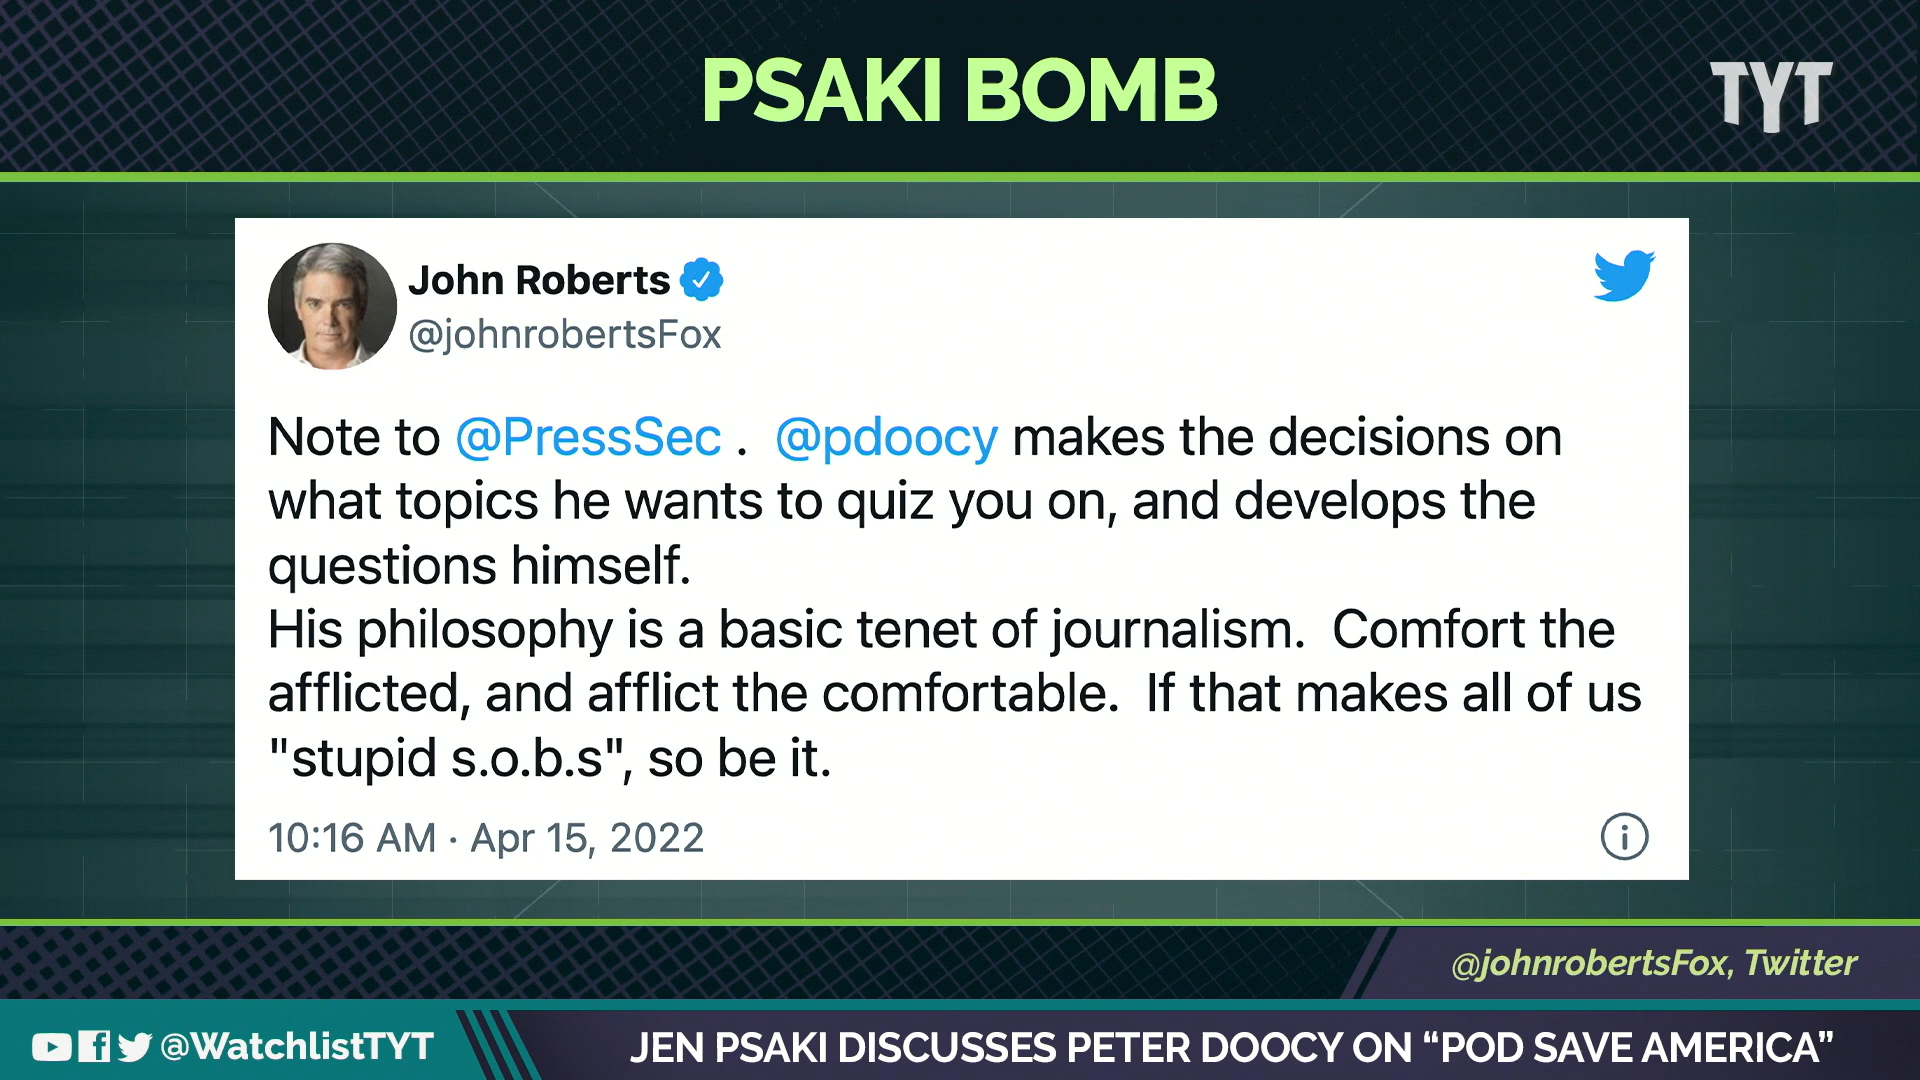 PSAKI BOMB
TYT
John Roberts
@johnrobertsFox
Note to @PressSec .  @pdoocy makes the decisions on
what topics he wants to quiz you on, and develops the
questions himself.
His philosophy is a basic tenet of journalism.  Comfort the
afflicted, and afflict the comfortable.  If that makes all of us
"stupid s.o.b.s", so be it.
10:16 AM · Apr 15, 2022
@johnrobertsFox, Twitter
@WatchlistTYT
JEN PSAKI DISCUSSES PETER DOOCY ON “POD SAVE AMERICA”